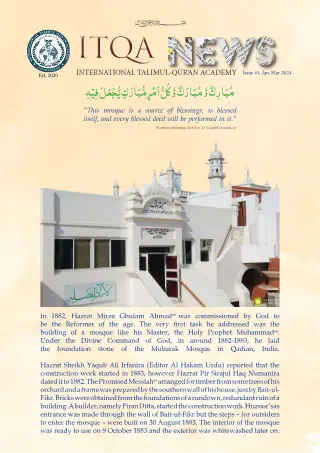 ITQA NEWS
Est. 2020
INTERNATIONAL TALIMUL-QUR'AN ACADEMY
Issue #4 Jan-Mar 2024
مُبَارِكٌ وَّ مُبَارَكٌ وَّ كُلُّ اَمْرٍ مُّبَارَكٍ يُّجْعَلُ فِيْهِ
"This mosque is a source of blessings, is blessed
itself, and every blessed deed will be performed in it."
In 1882, Hazrat Mirza Ghulam Ahmad was commissioned by God to
be the Reformer of the age. The very first task he addressed was the
building of a mosque like his Master, the Holy Prophet Muhammad.
Under the Divine Command of God, in around 1882-1883, he laid
the foundation stone of the Mubarak Mosque in Qadian, India.
Hazrat Sheikh Yaqub Ali Irfanira (Editor Al Hakam Urdu) reported that the
construction work started in 1883, however Hazrat Pir Sirajul Haq Numanira
dated it to 1882. The Promised Messiah arranged for timber from some trees of his
orchard and a frame was prepared by the southern wall of his house, just by Bait-ul-
Fikr. Bricks were obtained from the foundations of a rundown, redundant ruin of a
building. A builder, namely Piran Ditta, started the construction work. Huzoor's
entrance was made through the wall of Bait-ul-Fikr but the steps – for outsiders
to enter the mosque – were built on 30 August 1883. The interior of the mosque
was ready to use on 9 October 1883 and the exterior was whitewashed later on.